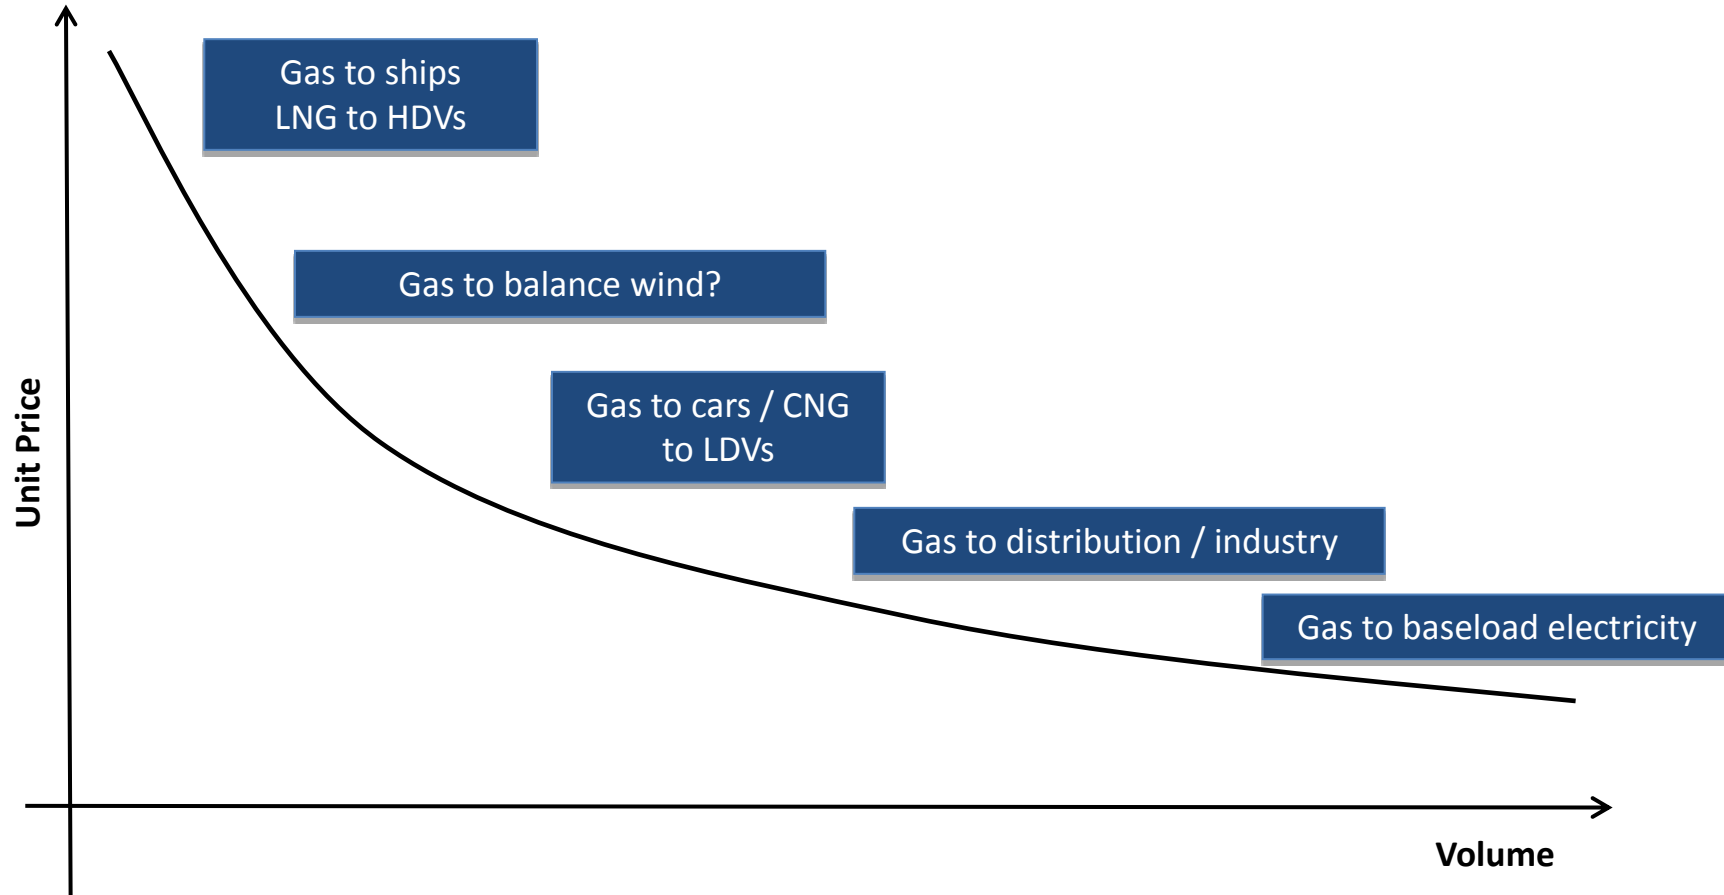 Gas to ships
LNG to HDVs
Gas to balance wind?
Gas to cars / CNG
to LDVs
Unit Price
Gas to distribution / industry
Gas to baseload electricity
Volume